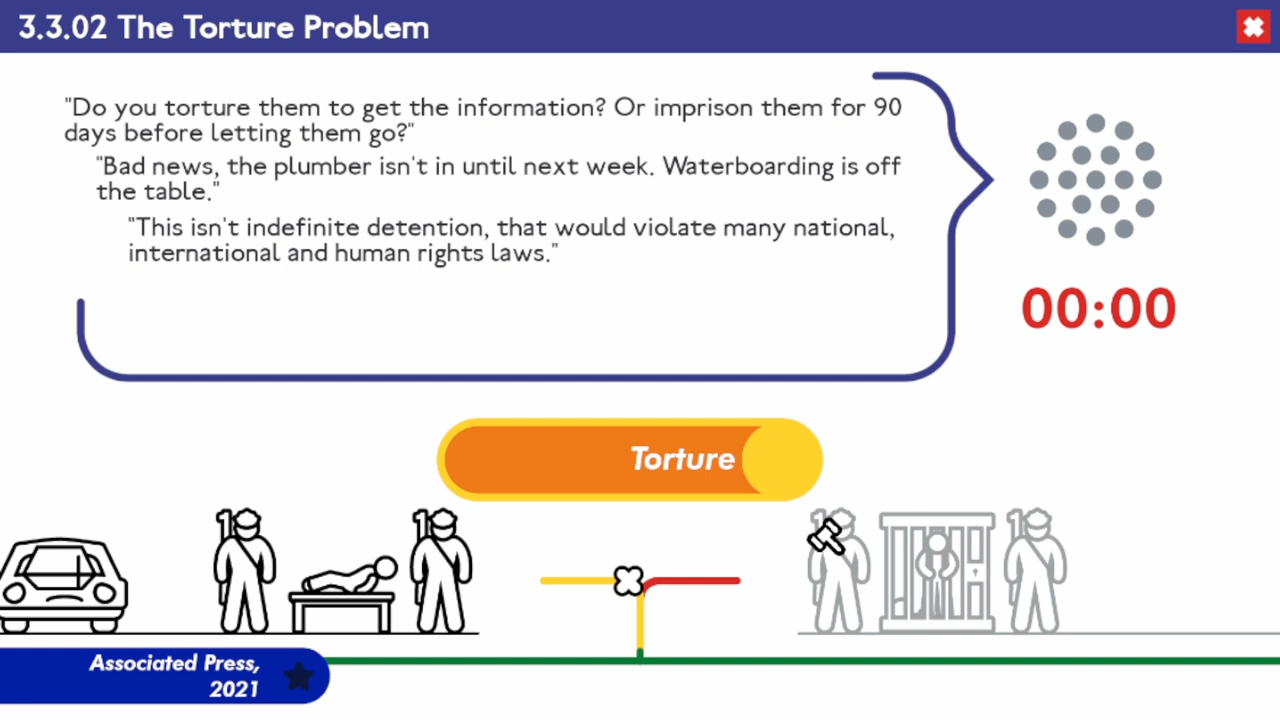 3.3.02 The Torture Problem
"Do you torture them to get the information? Or imprison them for 90
days before letting them go?"
"Bad news, the plumber isn't in until next week. Waterboarding is off
the table."
"This isn't indefinite detention, that would violate many national,
international and human rights laws."
00:00
Torture
Associated Press,
2021